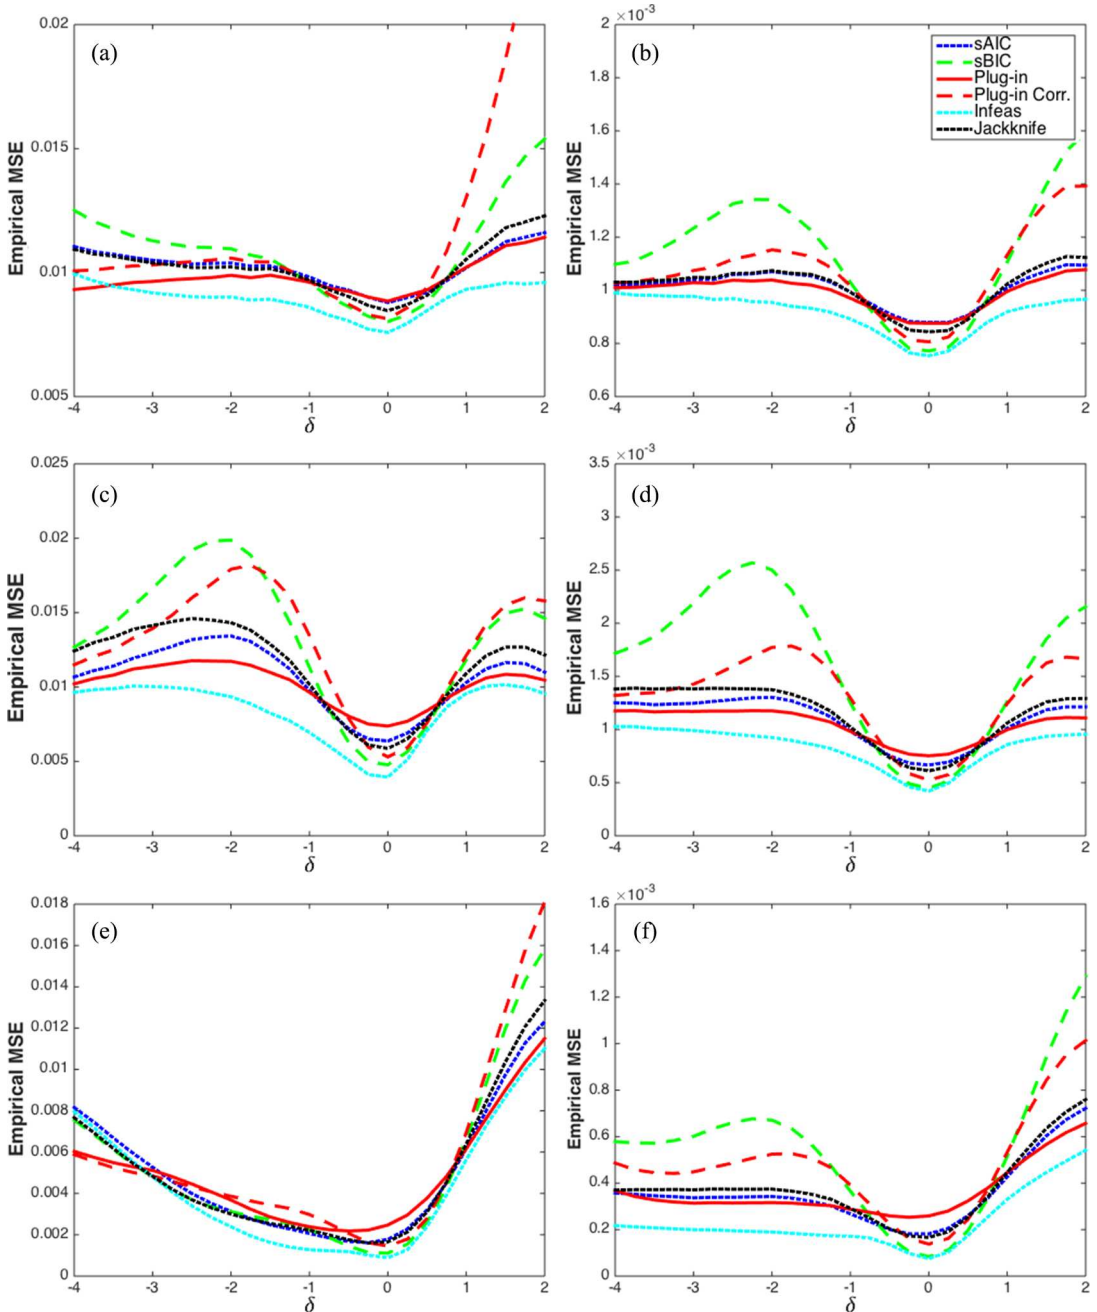 (a)
0.02
0.015
0.01
0.005
Empirical MSE
-4 -3 -2 -1 0 1 2
δ
(b)
×10-3
2
1.8
1.6
1.4
1.2
1
0.8
0.6
Empirical MSE
-4 -3 -2 -1 0 1 2
δ
sAIC
sBIC
Plug-in
Plug-in Corr.
Infeas
Jackknife
(c)
0.025
0.02
0.015
0.01
0.005
0
Empirical MSE
-4 -3 -2 -1 0 1 2
δ
(d)
×10-3
3.5
3
2.5
2
1.5
1
0.5
0
Empirical MSE
-4 -3 -2 -1 0 1 2
δ
(e)
0.018
0.016
0.014
0.012
0.01
0.008
0.006
0.004
0.002
0
Empirical MSE
-4 -3 -2 -1 0 1 2
δ
(f)
×10-3
1.6
1.4
1.2
1
0.8
0.6
0.4
0.2
0
Empirical MSE
-4 -3 -2 -1 0 1 2
δ